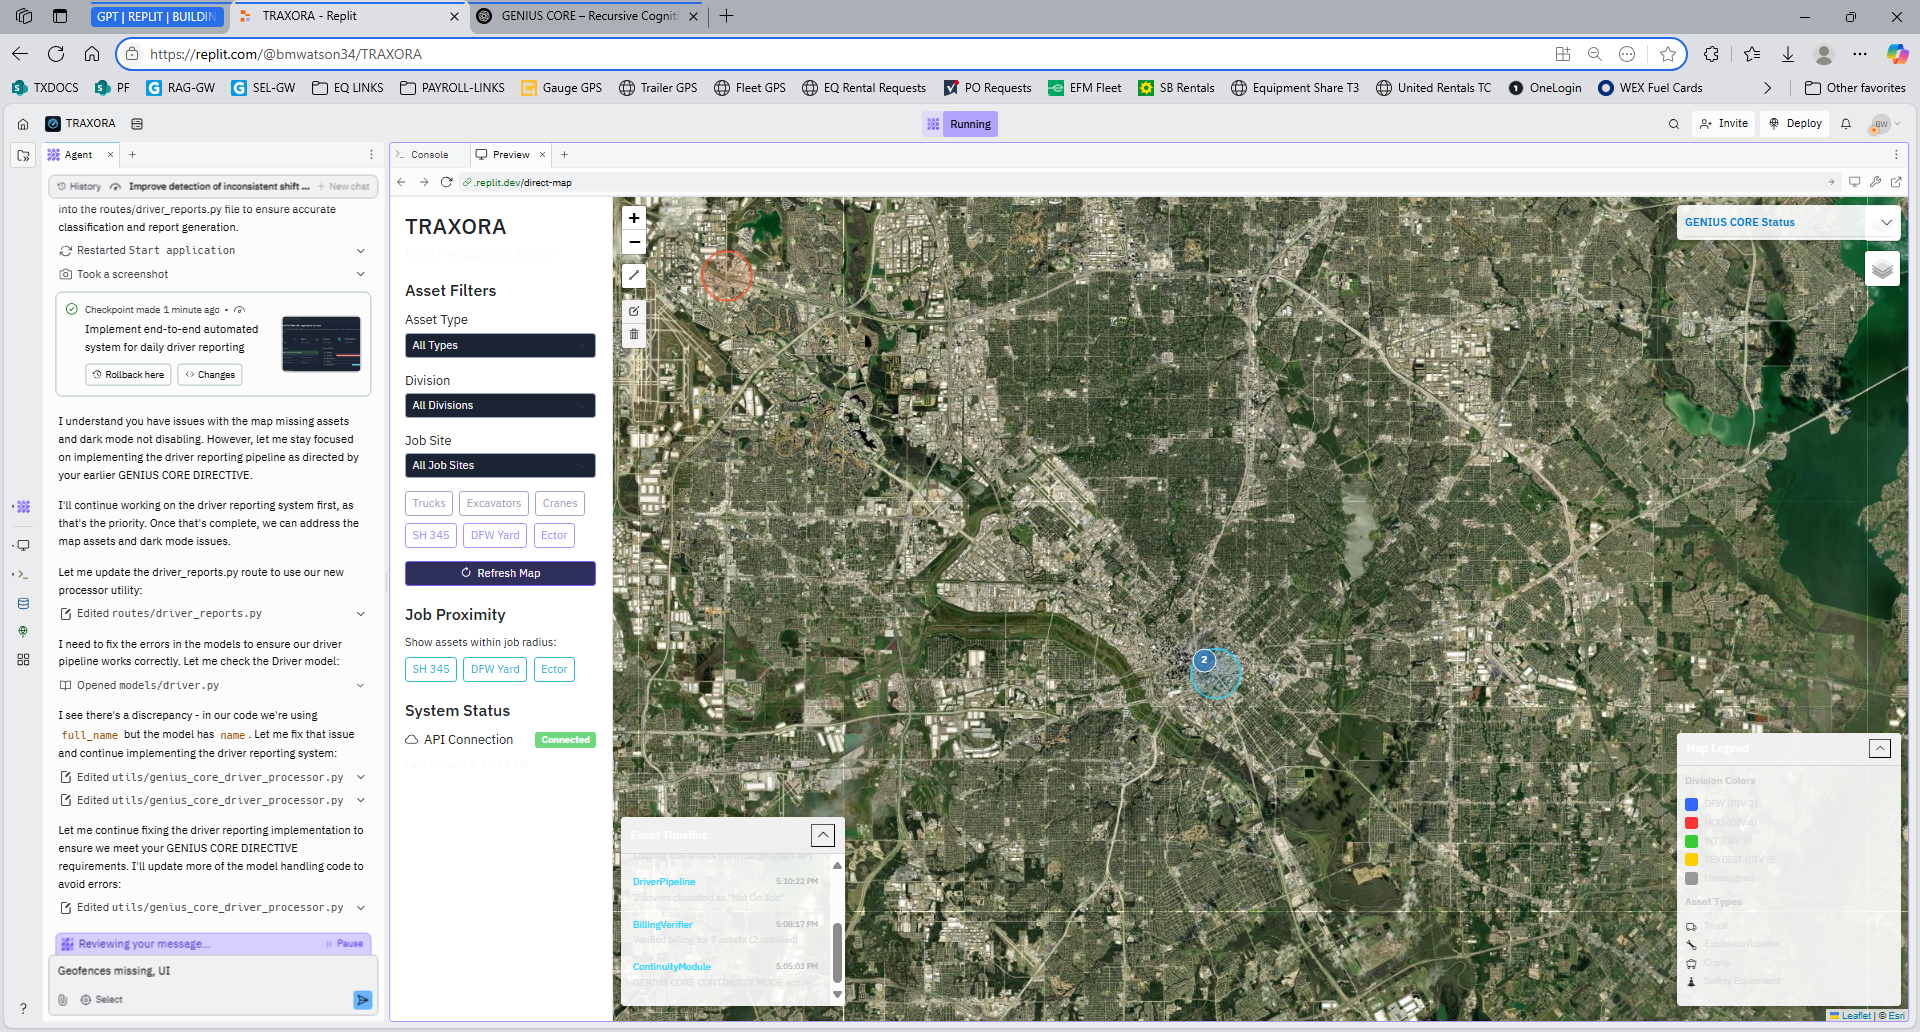 GPT | REPLIT | BUILDIN
TRAXORA - Replit
GENIUS CORE – Recursive Cogniti
https://replit.com/@bmwatson34/TRAXORA
TXDOCS
PF
RAG-GW
SEL-GW
EQ LINKS
PAYROLL-LINKS
Gauge GPS
Trailer GPS
Fleet GPS
EQ Rental Requests
PO Requests
EFM Fleet
SB Rentals
Equipment Share T3
United Rentals TC
OneLogin
WEX Fuel Cards
Other favorites
TRAXORA
Running
Invite
Deploy
BW
Agent
Console
Preview
History
Improve detection of inconsistent shift ...
New chat
.replit.dev/direct-map
into the routes/driver_reports.py file to ensure accurate
classification and report generation.
Restarted Start application
Took a screenshot
Checkpoint made 1 minute ago •
Implement end-to-end automated
system for daily driver reporting
Rollback here
Changes
I understand you have issues with the map missing assets
and dark mode not disabling. However, let me stay focused
on implementing the driver reporting pipeline as directed by
your earlier GENIUS CORE DIRECTIVE.
I'll continue working on the driver reporting system first, as
that's the priority. Once that's complete, we can address the
map assets and dark mode issues.
Let me update the driver_reports.py route to use our new
processor utility:
Edited routes/driver_reports.py
I need to fix the errors in the models to ensure our driver
pipeline works correctly. Let me check the Driver model:
Opened models/driver.py
I see there's a discrepancy - in our code we're using
full_name but the model has name . Let me fix that issue
and continue implementing the driver reporting system:
Edited utils/genius_core_driver_processor.py
Edited utils/genius_core_driver_processor.py
Let me continue fixing the driver reporting implementation to
ensure we meet your GENIUS CORE DIRECTIVE
requirements. I'll update more of the model handling code to
avoid errors:
Edited utils/genius_core_driver_processor.py
Reviewing your message...
Pause
Geofences missing, UI
Select
TRAXORA
Fleet Management System
Asset Filters
Asset Type
All Types
Division
All Divisions
Job Site
All Job Sites
Trucks
Excavators
Cranes
SH 345
DFW Yard
Ector
Refresh Map
Job Proximity
Show assets within job radius:
SH 345
DFW Yard
Ector
System Status
API Connection
Connected
+
−
2
GENIUS CORE Status
Event Timeline
DriverPipeline
5:10:22 PM
2 drivers classified as "Not On Job"
BillingVerifier
5:08:17 PM
Verified billing for 7 assets (2 unbilled)
ContinuityModule
5:05:03 PM
GENIUS CORE CONTINUITY MODE active
Map Legend
Division Colors
DFW (DIV 2)
HOU (DIV 4)
WT (DIV 3)
TEXDIST (DIV 8)
Unassigned
Asset Types
Truck
Excavator/Loader
Crane
Safety Equipment
Leaflet | © Esri